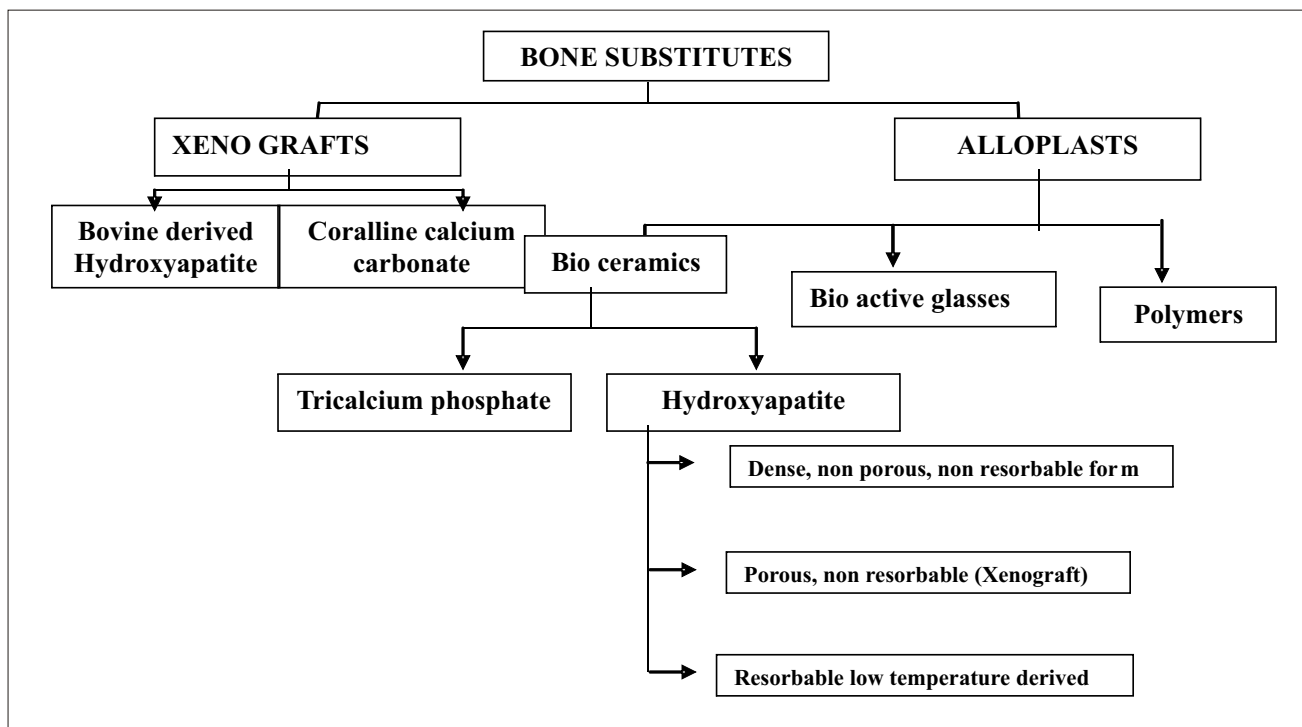 BONE SUBSTITUTES
XENO GRAFTS
ALLOPLASTS
Bovine derived
Hydroxyapatite
Coralline calcium
carbonate
Bio ceramics
Bio active glasses
Polymers
Tricalcium phosphate
Hydroxyapatite
Dense, non porous, non resorbable form
Porous, non resorbable (Xenograft)
Resorbable low temperature derived